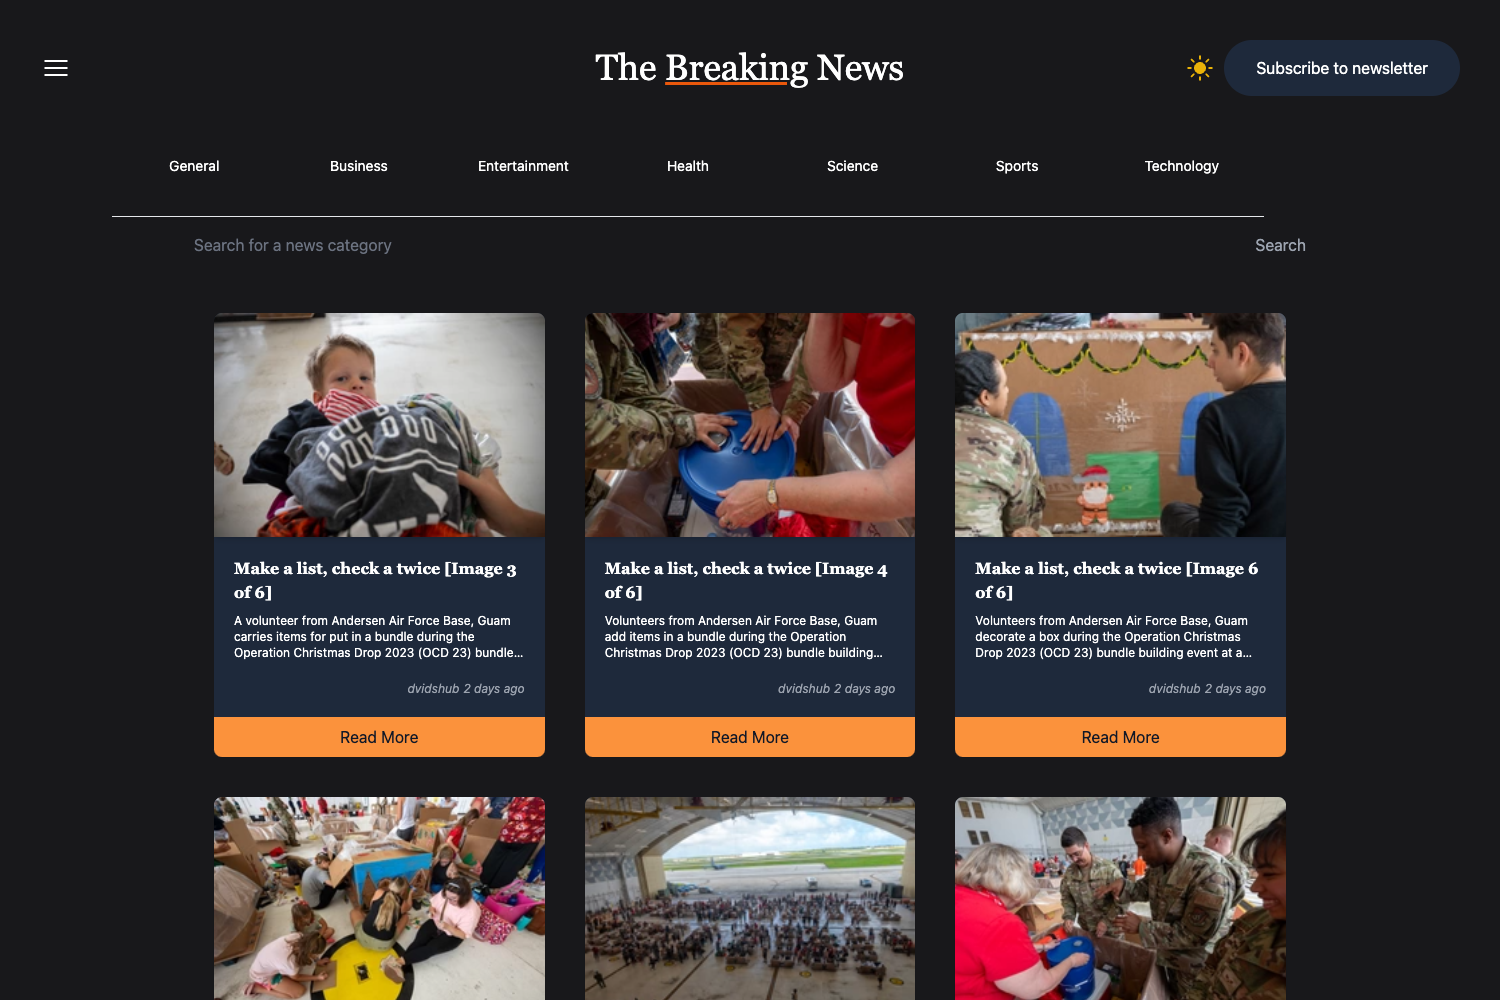 The Breaking News
Subscribe to newsletter
General
Business
Entertainment
Health
Science
Sports
Technology
Search for a news category
Search
Make a list, check a twice [Image 3
of 6]
A volunteer from Andersen Air Force Base, Guam
carries items for put in a bundle during the
Operation Christmas Drop 2023 (OCD 23) bundle...
dvidshub 2 days ago
Read More
Make a list, check a twice [Image 4
of 6]
Volunteers from Andersen Air Force Base, Guam
add items in a bundle during the Operation
Christmas Drop 2023 (OCD 23) bundle building...
dvidshub 2 days ago
Read More
Make a list, check a twice [Image 6
of 6]
Volunteers from Andersen Air Force Base, Guam
decorate a box during the Operation Christmas
Drop 2023 (OCD 23) bundle building event at a...
dvidshub 2 days ago
Read More